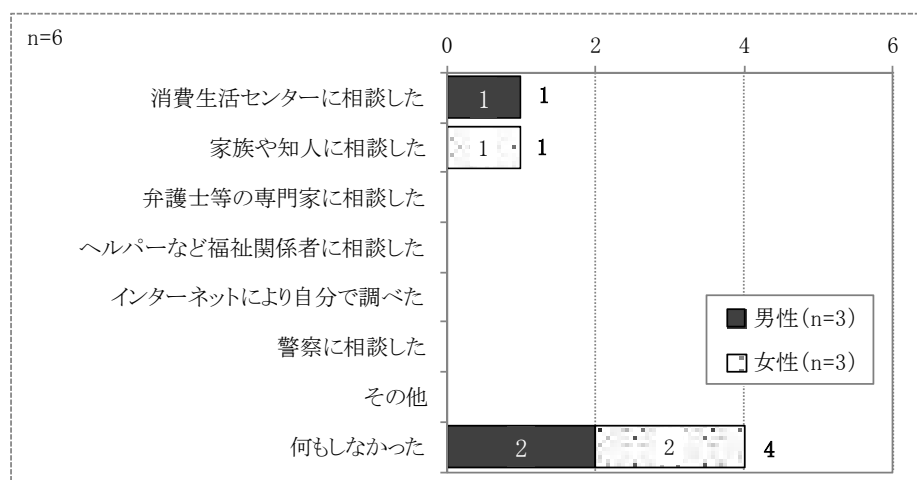 n=6
0 2 4 6
消費生活センターに相談した 1 1
家族や知人に相談した 1 1
弁護士等の専門家に相談した
ヘルパーなど福祉関係者に相談した
インターネットにより自分で調べた
男性(n=3)
女性(n=3)
警察に相談した
その他
何もしなかった 2 2 4